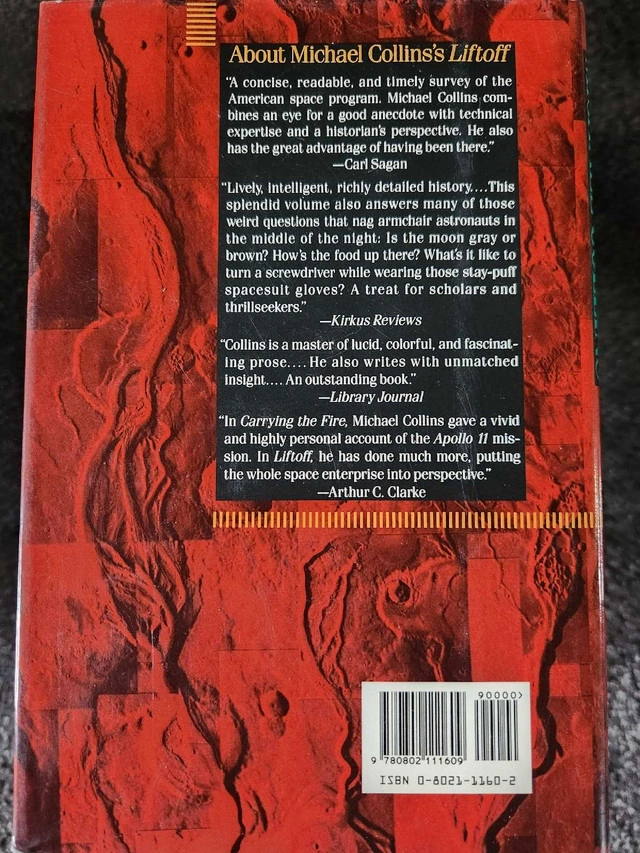 About Michael Collins's Liftoff
"A concise, readable, and timely survey of the
American space program. Michael Collins com-
bines an eye for a good anecdote with technical
expertise and a historian's perspective. He also
has the great advantage of having been there."
—Carl Sagan
"Lively, intelligent, richly detailed history....This
splendid volume also answers many of those
weird questions that nag armchair astronauts in
the middle of the night: Is the moon gray or
brown? How's the food up there? What's it like to
turn a screwdriver while wearing those stay-puff
spacesuit gloves? A treat for scholars and
thrillseekers."
—Kirkus Reviews
"Collins is a master of lucid, colorful, and fascinat-
ing prose.... He also writes with unmatched
insight.... An outstanding book."
—Library Journal
"In Carrying the Fire, Michael Collins gave a vivid
and highly personal account of the Apollo 11 mis-
sion. In Liftoff, he has done much more, putting
the whole space enterprise into perspective."
—Arthur C. Clarke
90000>
9 780802 111609
ISBN 0-8021-1160-2